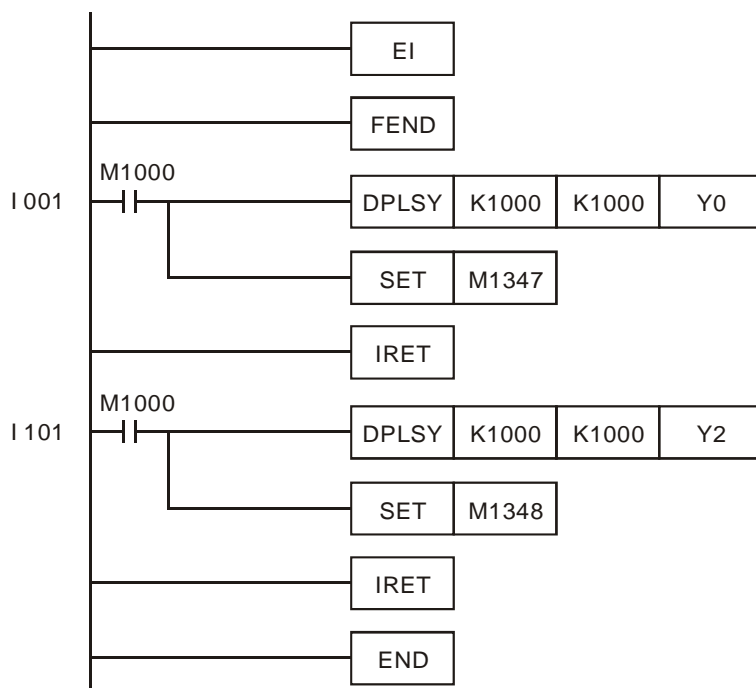 EI
FEND
M1000
I 001 DPLSY K1000 K1000 Y0
SET M1347
IRET
M1000
I 101 DPLSY K1000 K1000 Y2
SET M1348
IRET
END